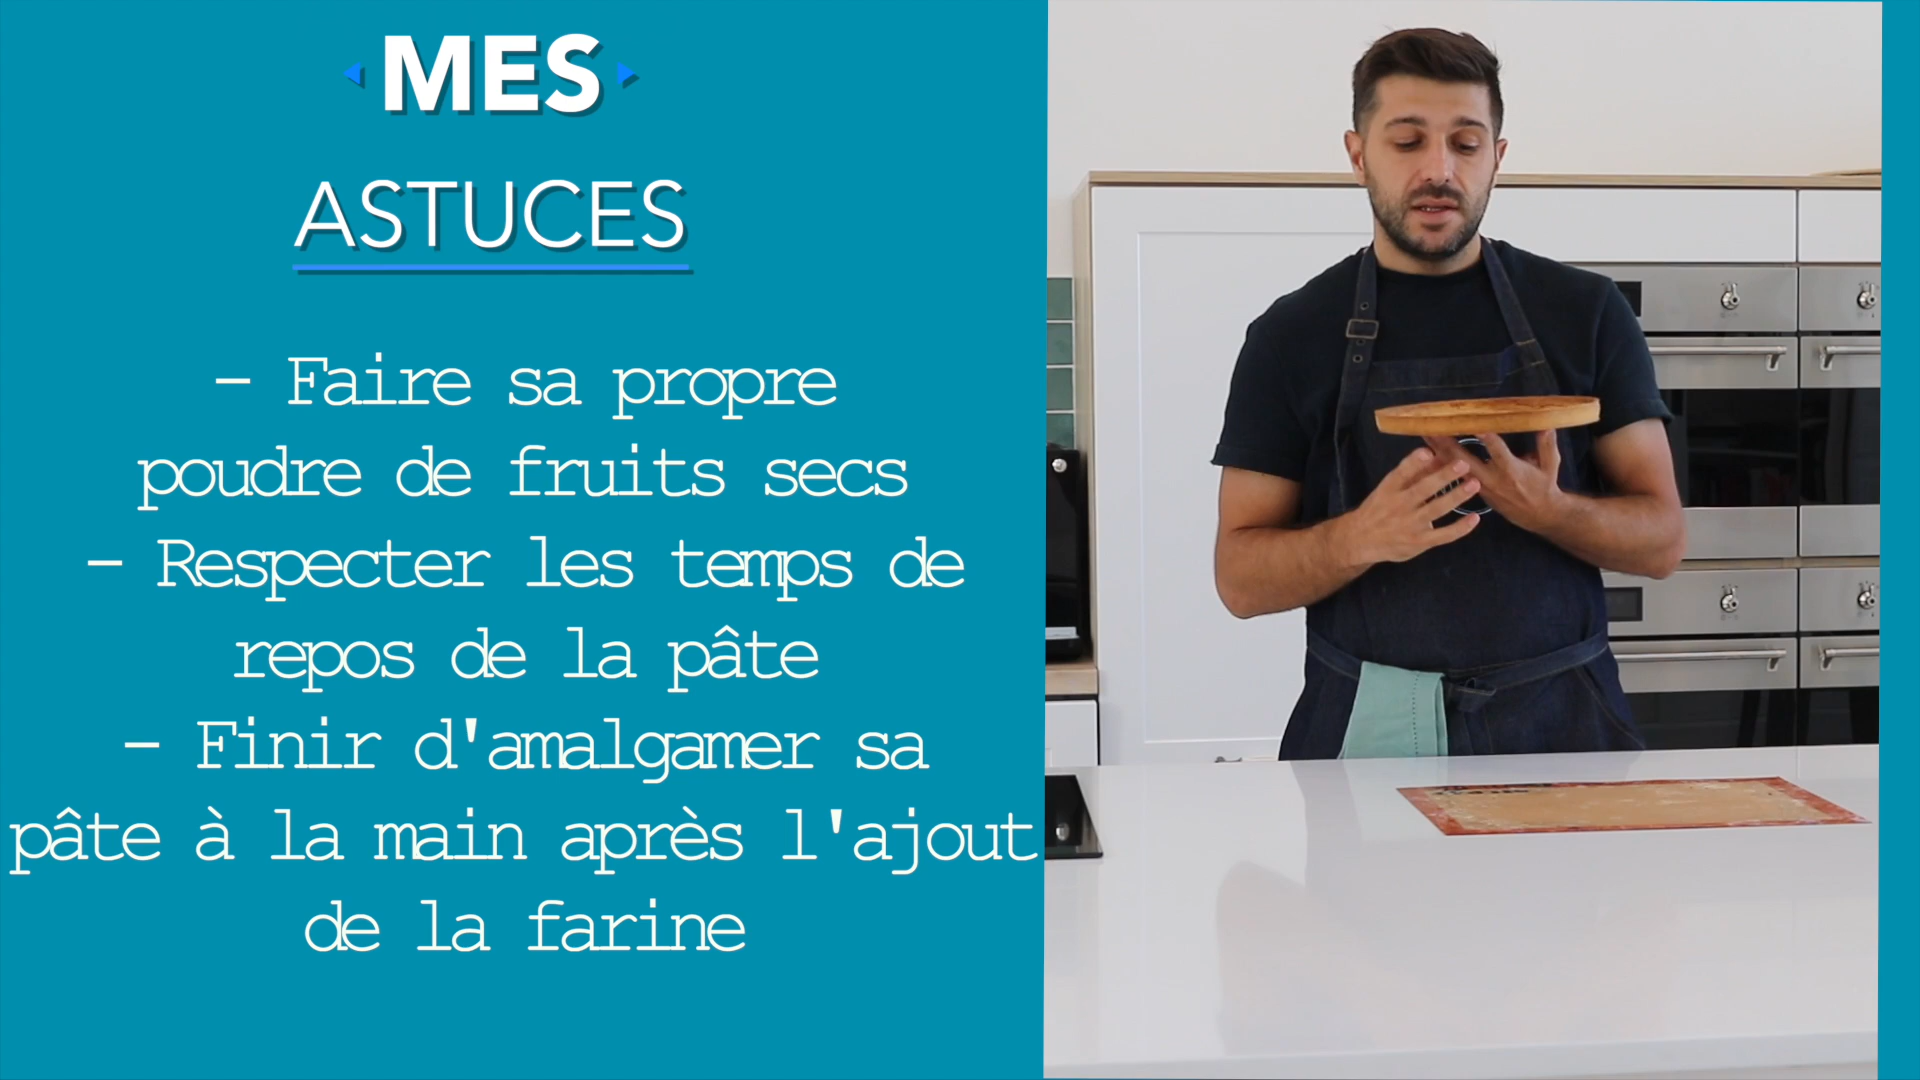 MES
ASTUCES
- Faire sa propre
poudre de fruits secs
- Respecter les temps de
repos de la pâte
- Finir d'amalgamer sa
pâte à la main après l'ajout
de la farine